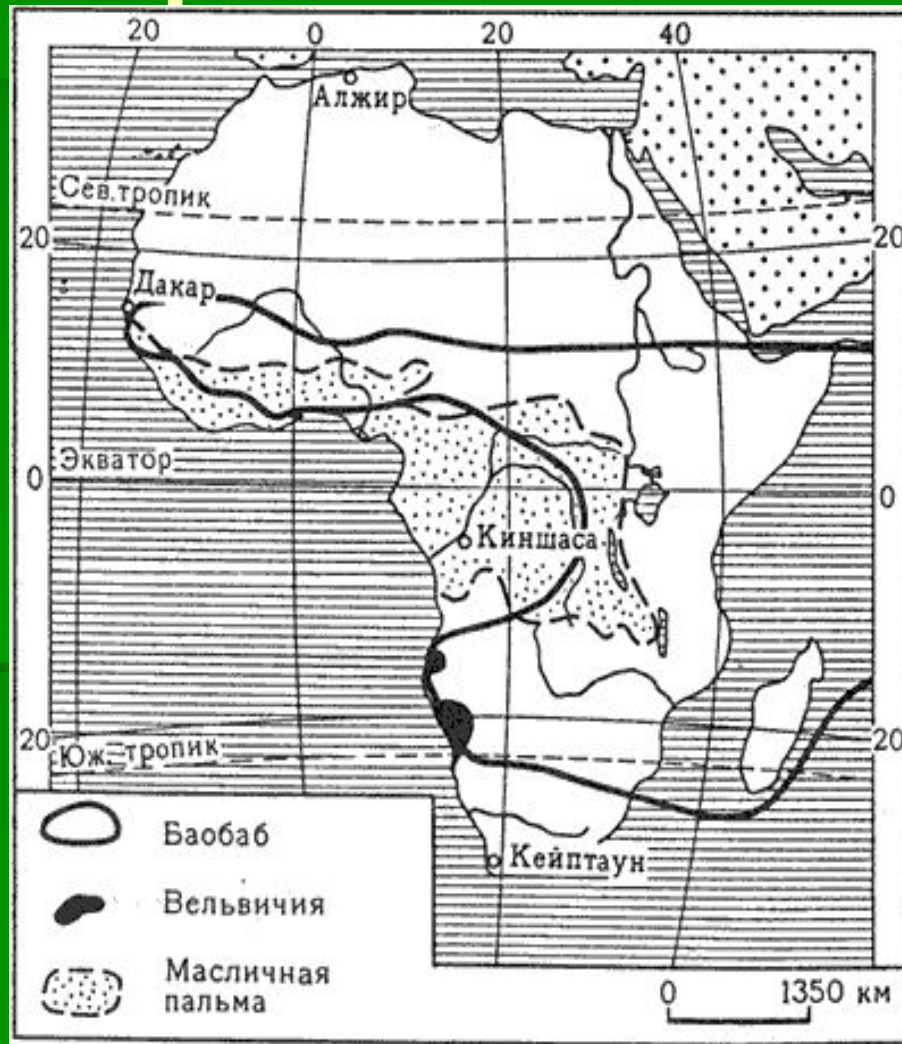 20 0 20 40
Алжир
Сев. тропик
20 20
Дакар
Экватор
0 0
Киншаса
20 20
Юж. тропик
Кейптаун
Баобаб
Вельвичия
Масличная
пальма
0 1350 км